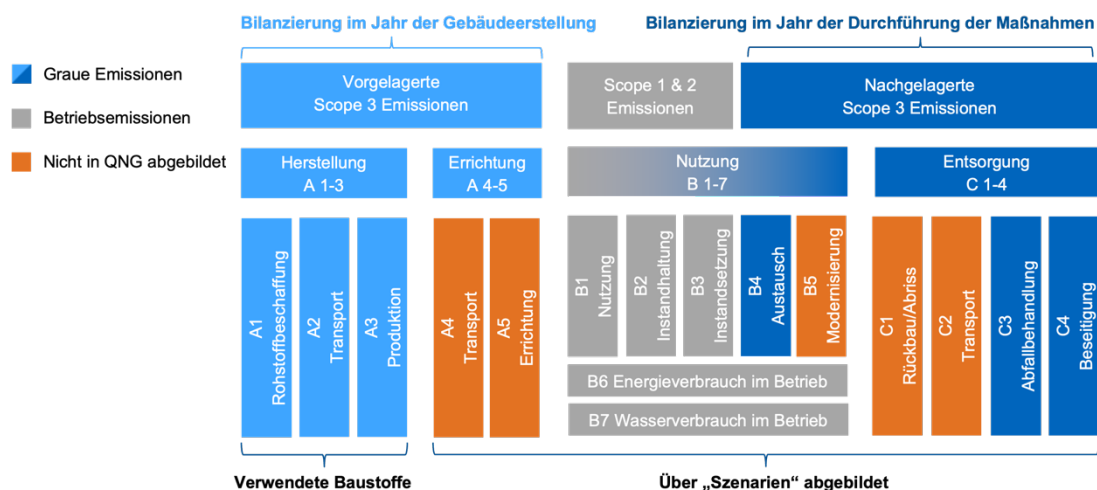 Bilanzierung im Jahr der Gebäudeerstellung
Bilanzierung im Jahr der Durchführung der Maßnahmen
Graue Emissionen
Betriebsemissionen
Nicht in QNG abgebildet
Vorgelagerte
Scope 3 Emissionen
Scope 1 & 2
Emissionen
Nachgelagerte
Scope 3 Emissionen
Herstellung
A 1-3
Errichtung
A 4-5
Nutzung
B 1-7
Entsorgung
C 1-4
A1
Rohstoffbeschaffung
A2
Transport
A3
Produktion
A4
Transport
A5
Errichtung
B1
Nutzung
B2
Instandhaltung
B3
Instandsetzung
B4
Austausch
B5
Modernisierung
B6 Energieverbrauch im Betrieb
B7 Wasserverbrauch im Betrieb
C1
Rückbau/Abriss
C2
Transport
C3
Abfallbehandlung
C4
Beseitigung
Verwendete Baustoffe
Über „Szenarien“ abgebildet